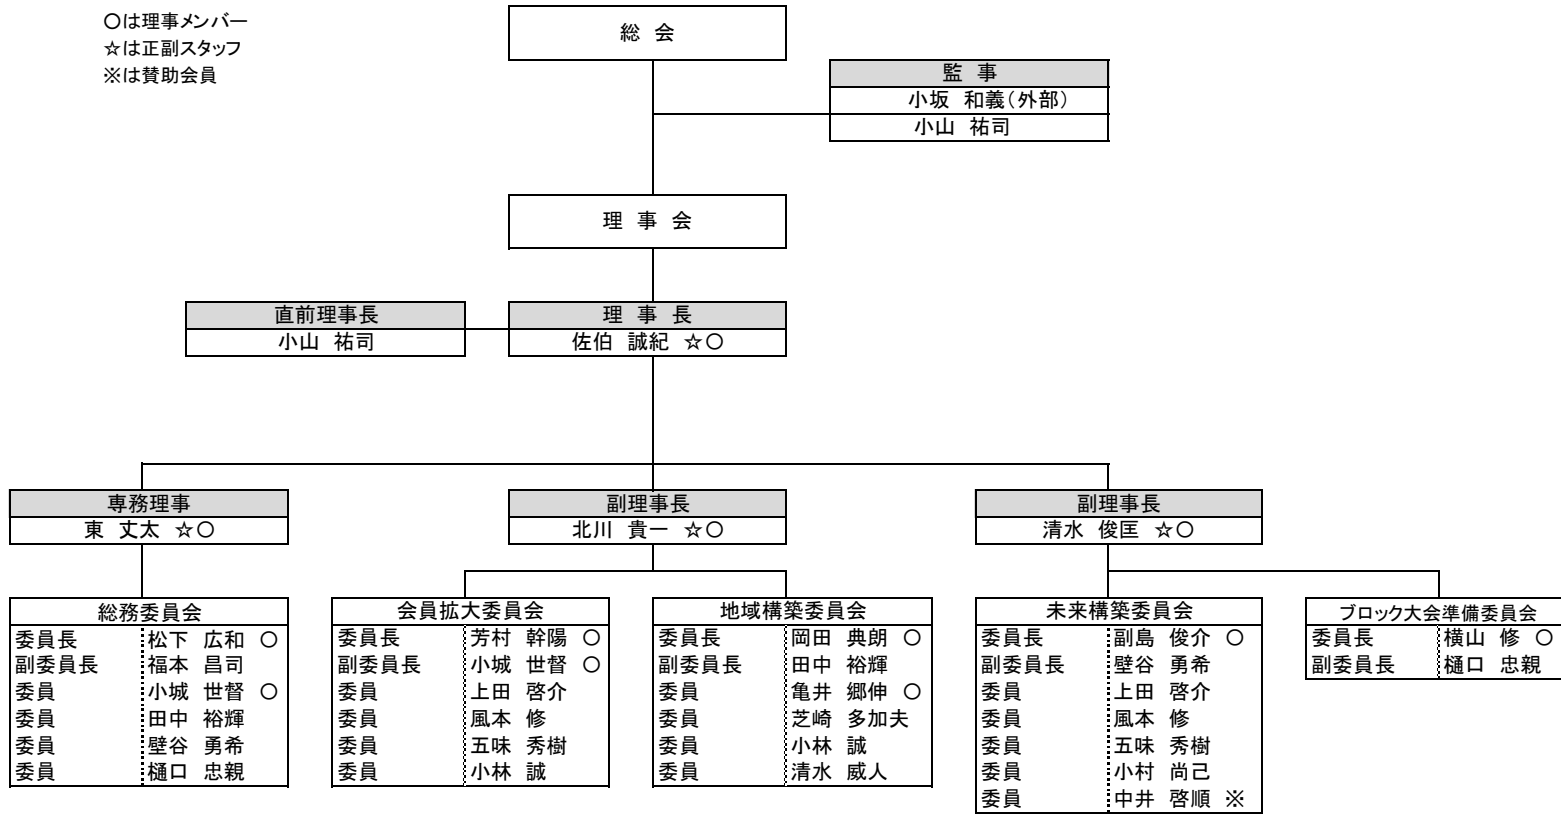 〇は理事メンバー
☆は正副スタッフ
※は賛助会員
総 会
監 事
小坂 和義(外部)
小山 祐司
理 事 会
直前理事長
小山 祐司
理 事 長
佐伯 誠紀 ☆〇
専務理事
東 丈太 ☆〇
副理事長
北川 貴一 ☆〇
副理事長
清水 俊匡 ☆〇
総務委員会
委員長 松下 広和 〇
副委員長 福本 昌司
委員 小城 世督 〇
委員 田中 裕輝
委員 壁谷 勇希
委員 樋口 忠親
会員拡大委員会
委員長 芳村 幹陽 〇
副委員長 小城 世督 〇
委員 上田 啓介
委員 風本 修
委員 五味 秀樹
委員 小林 誠
地域構築委員会
委員長 岡田 典朗 〇
副委員長 田中 裕輝
委員 亀井 郷伸 〇
委員 芝崎 多加夫
委員 小林 誠
委員 清水 威人
未来構築委員会
委員長 副島 俊介 〇
副委員長 壁谷 勇希
委員 上田 啓介
委員 風本 修
委員 五味 秀樹
委員 小村 尚己
委員 中井 啓順 ※
ブロック大会準備委員会
委員長 横山 修 〇
副委員長 樋口 忠親